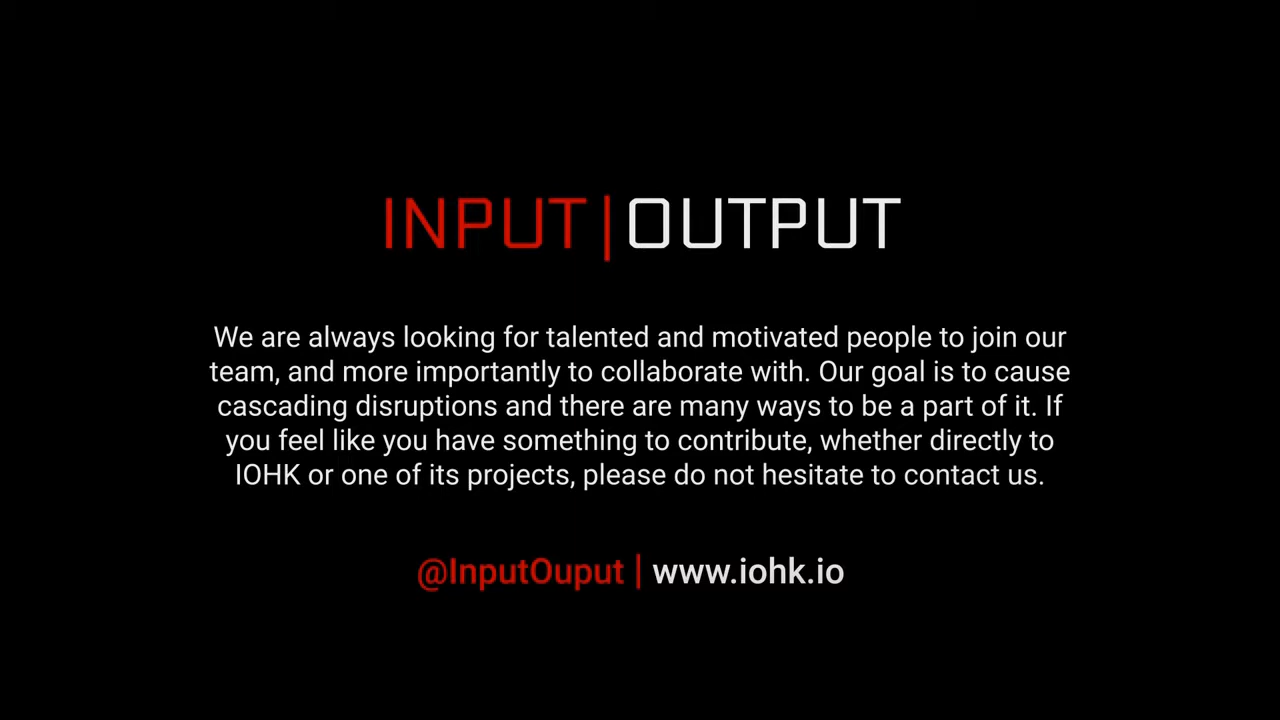 INPUT|OUTPUT
We are always looking for talented and motivated people to join our
team, and more importantly to collaborate with. Our goal is to cause
cascading disruptions and there are many ways to be a part of it. If
you feel like you have something to contribute, whether directly to
IOHK or one of its projects, please do not hesitate to contact us.
@InputOuput | www.iohk.io